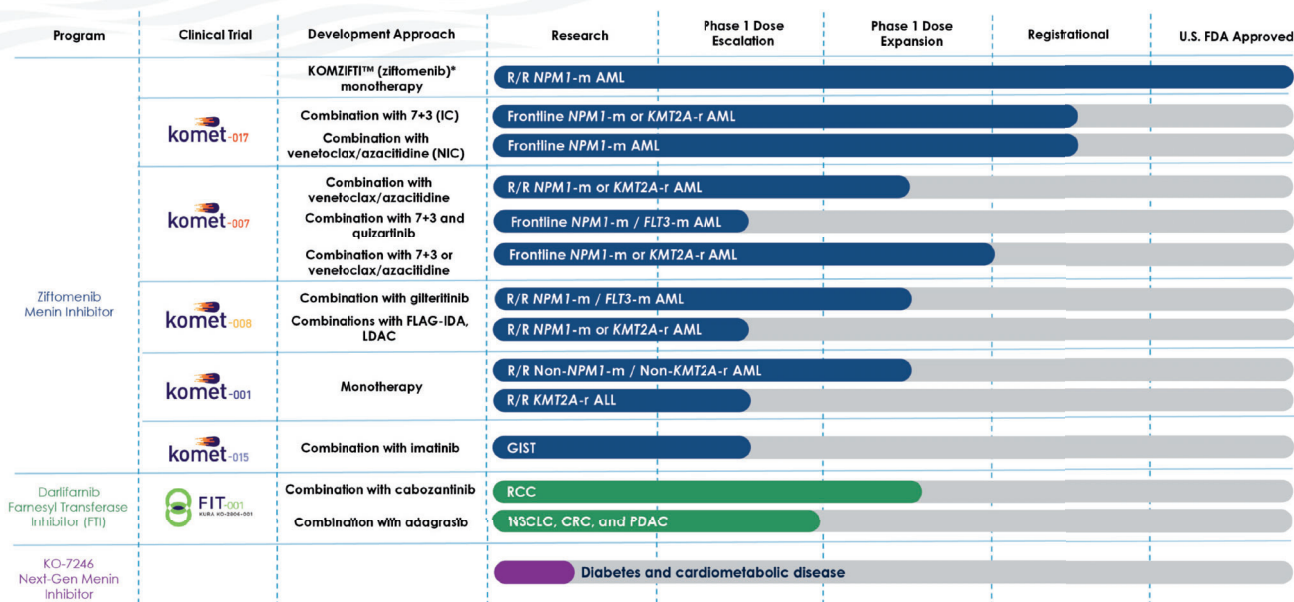 Program
Clinical Trial
Development Approach
Research
Phase 1 Dose
Escalation
Phase 1 Dose
Expansion
Registrational
U.S. FDA Approved
Ziftomenib
Menin Inhibitor
KOMZIFTI™ (ziftomenib)*
monotherapy
R/R NPM1-m AML
komet-017
Combination with 7+3 (IC)
Frontline NPM1-m or KMT2A-r AML
Combination with
venetoclax/azacitidine (NIC)
Frontline NPM1-m AML
komet-007
Combination with
venetoclax/azacitidine
R/R NPM1-m or KMT2A-r AML
Combination with 7+3 and
quizartinib
Frontline NPM1-m / FLT3-m AML
Combination with 7+3 or
venetoclax/azacitidine
Frontline NPM1-m or KMT2A-r AML
komet-008
Combination with gilteritinib
R/R NPM1-m / FLT3-m AML
Combinations with FLAG-IDA,
LDAC
R/R NPM1-m or KMT2A-r AML
komet-001
Monotherapy
R/R Non-NPM1-m / Non-KMT2A-r AML
R/R KMT2A-r ALL
komet-015
Combination with imatinib
GIST
Darlifarnib
Farnesyl Transferase
Inhibitor (FTI)
FIT-001
KURA KO-2806-001
Combination with cabozantinib
RCC
Combination with adagrasib
NSCLC, CRC, and PDAC
KO-7246
Next-Gen Menin
Inhibitor
Diabetes and cardiometabolic disease